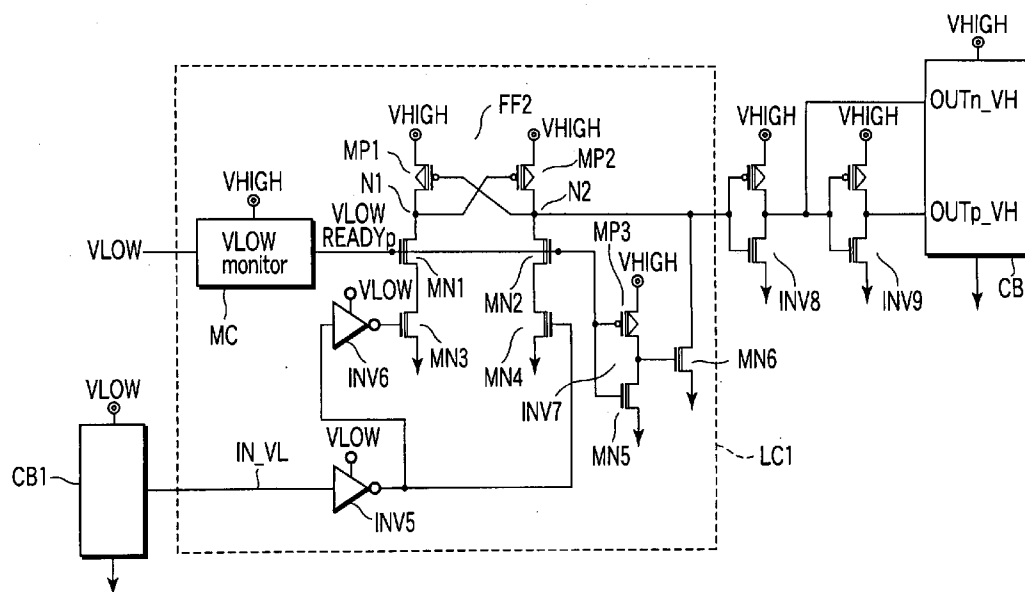 VHIGH
FF2
VHIGH
VHIGH
MP1
MP2
VHIGH
VHIGH
OUTn_VH
N1
N2
VHIGH
VLOW
READYp
VLOW
VLOW
monitor
MP3
VHIGH
OUTp_VH
MC
MN1
MN2
INV8
INV9
CB
VLOW
MN3
MN4
MN6
INV6
INV7
VLOW
VLOW
MN5
LC1
CB1
IN_VL
INV5